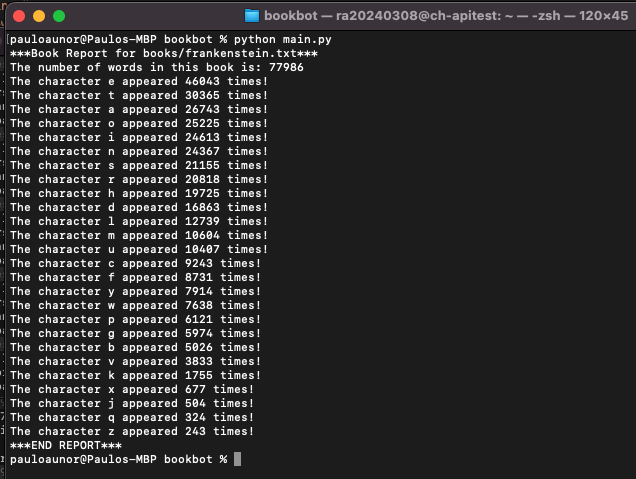 bookbot — ra20240308@ch-apitest: ~ — -zsh — 120×45
pauloaunor@Paulos-MBP bookbot % python main.py
***Book Report for books/frankenstein.txt***
The number of words in this book is: 77986
The character e appeared 46043 times!
The character t appeared 30365 times!
The character a appeared 26743 times!
The character o appeared 25225 times!
The character i appeared 24613 times!
The character n appeared 24367 times!
The character s appeared 21155 times!
The character r appeared 20818 times!
The character h appeared 19725 times!
The character d appeared 16863 times!
The character l appeared 12739 times!
The character m appeared 10604 times!
The character u appeared 10407 times!
The character c appeared 9243 times!
The character f appeared 8731 times!
The character y appeared 7914 times!
The character w appeared 7638 times!
The character p appeared 6121 times!
The character g appeared 5974 times!
The character b appeared 5026 times!
The character v appeared 3833 times!
The character k appeared 1755 times!
The character x appeared 677 times!
The character j appeared 504 times!
The character q appeared 324 times!
The character z appeared 243 times!
***END REPORT***
pauloaunor@Paulos-MBP bookbot %